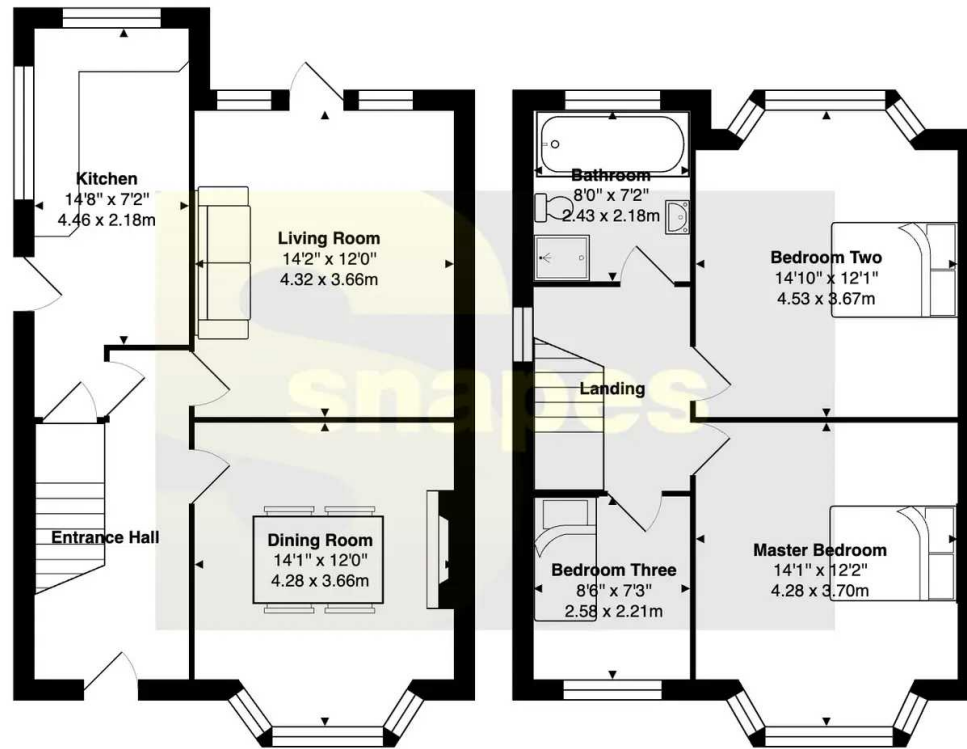 Kitchen
14'8" x 7'2"
4.46 x 2.18m
Living Room
14'2" x 12'0"
4.32 x 3.66m
Entrance Hall
Dining Room
14'1" x 12'0"
4.28 x 3.66m
Bathroom
8'0" x 7'2"
2.43 x 2.18m
Bedroom Two
14'10" x 12'1"
4.53 x 3.67m
Landing
Bedroom Three
8'6" x 7'3"
2.58 x 2.21m
Master Bedroom
14'1" x 12'2"
4.28 x 3.70m
snapes